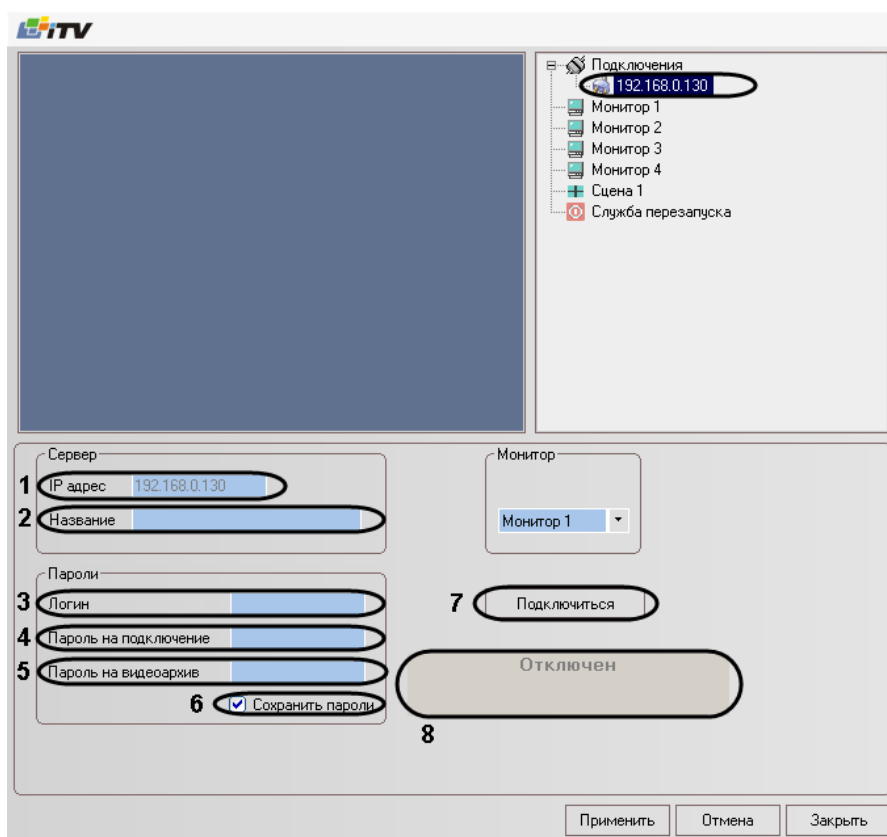 iTV
Подключения
192.168.0.130
Монитор 1
Монитор 2
Монитор 3
Монитор 4
Сцена 1
Служба перезапуска
Сервер
1 IP адрес 192.168.0.130
2 Название
Монитор
Монитор 1
Пароли
3 Логин
4 Пароль на подключение
5 Пароль на видеоархив
6 Сохранить пароли
7 Подключиться
Отключен
8
Применить Отмена Закрыть